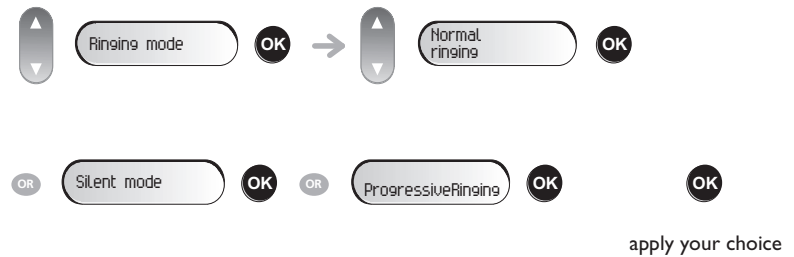 Ringing mode
OK
Normal
ringing
OK
OR
Silent mode
OK
OR
ProgressiveRinging
OK
OK
apply your choice